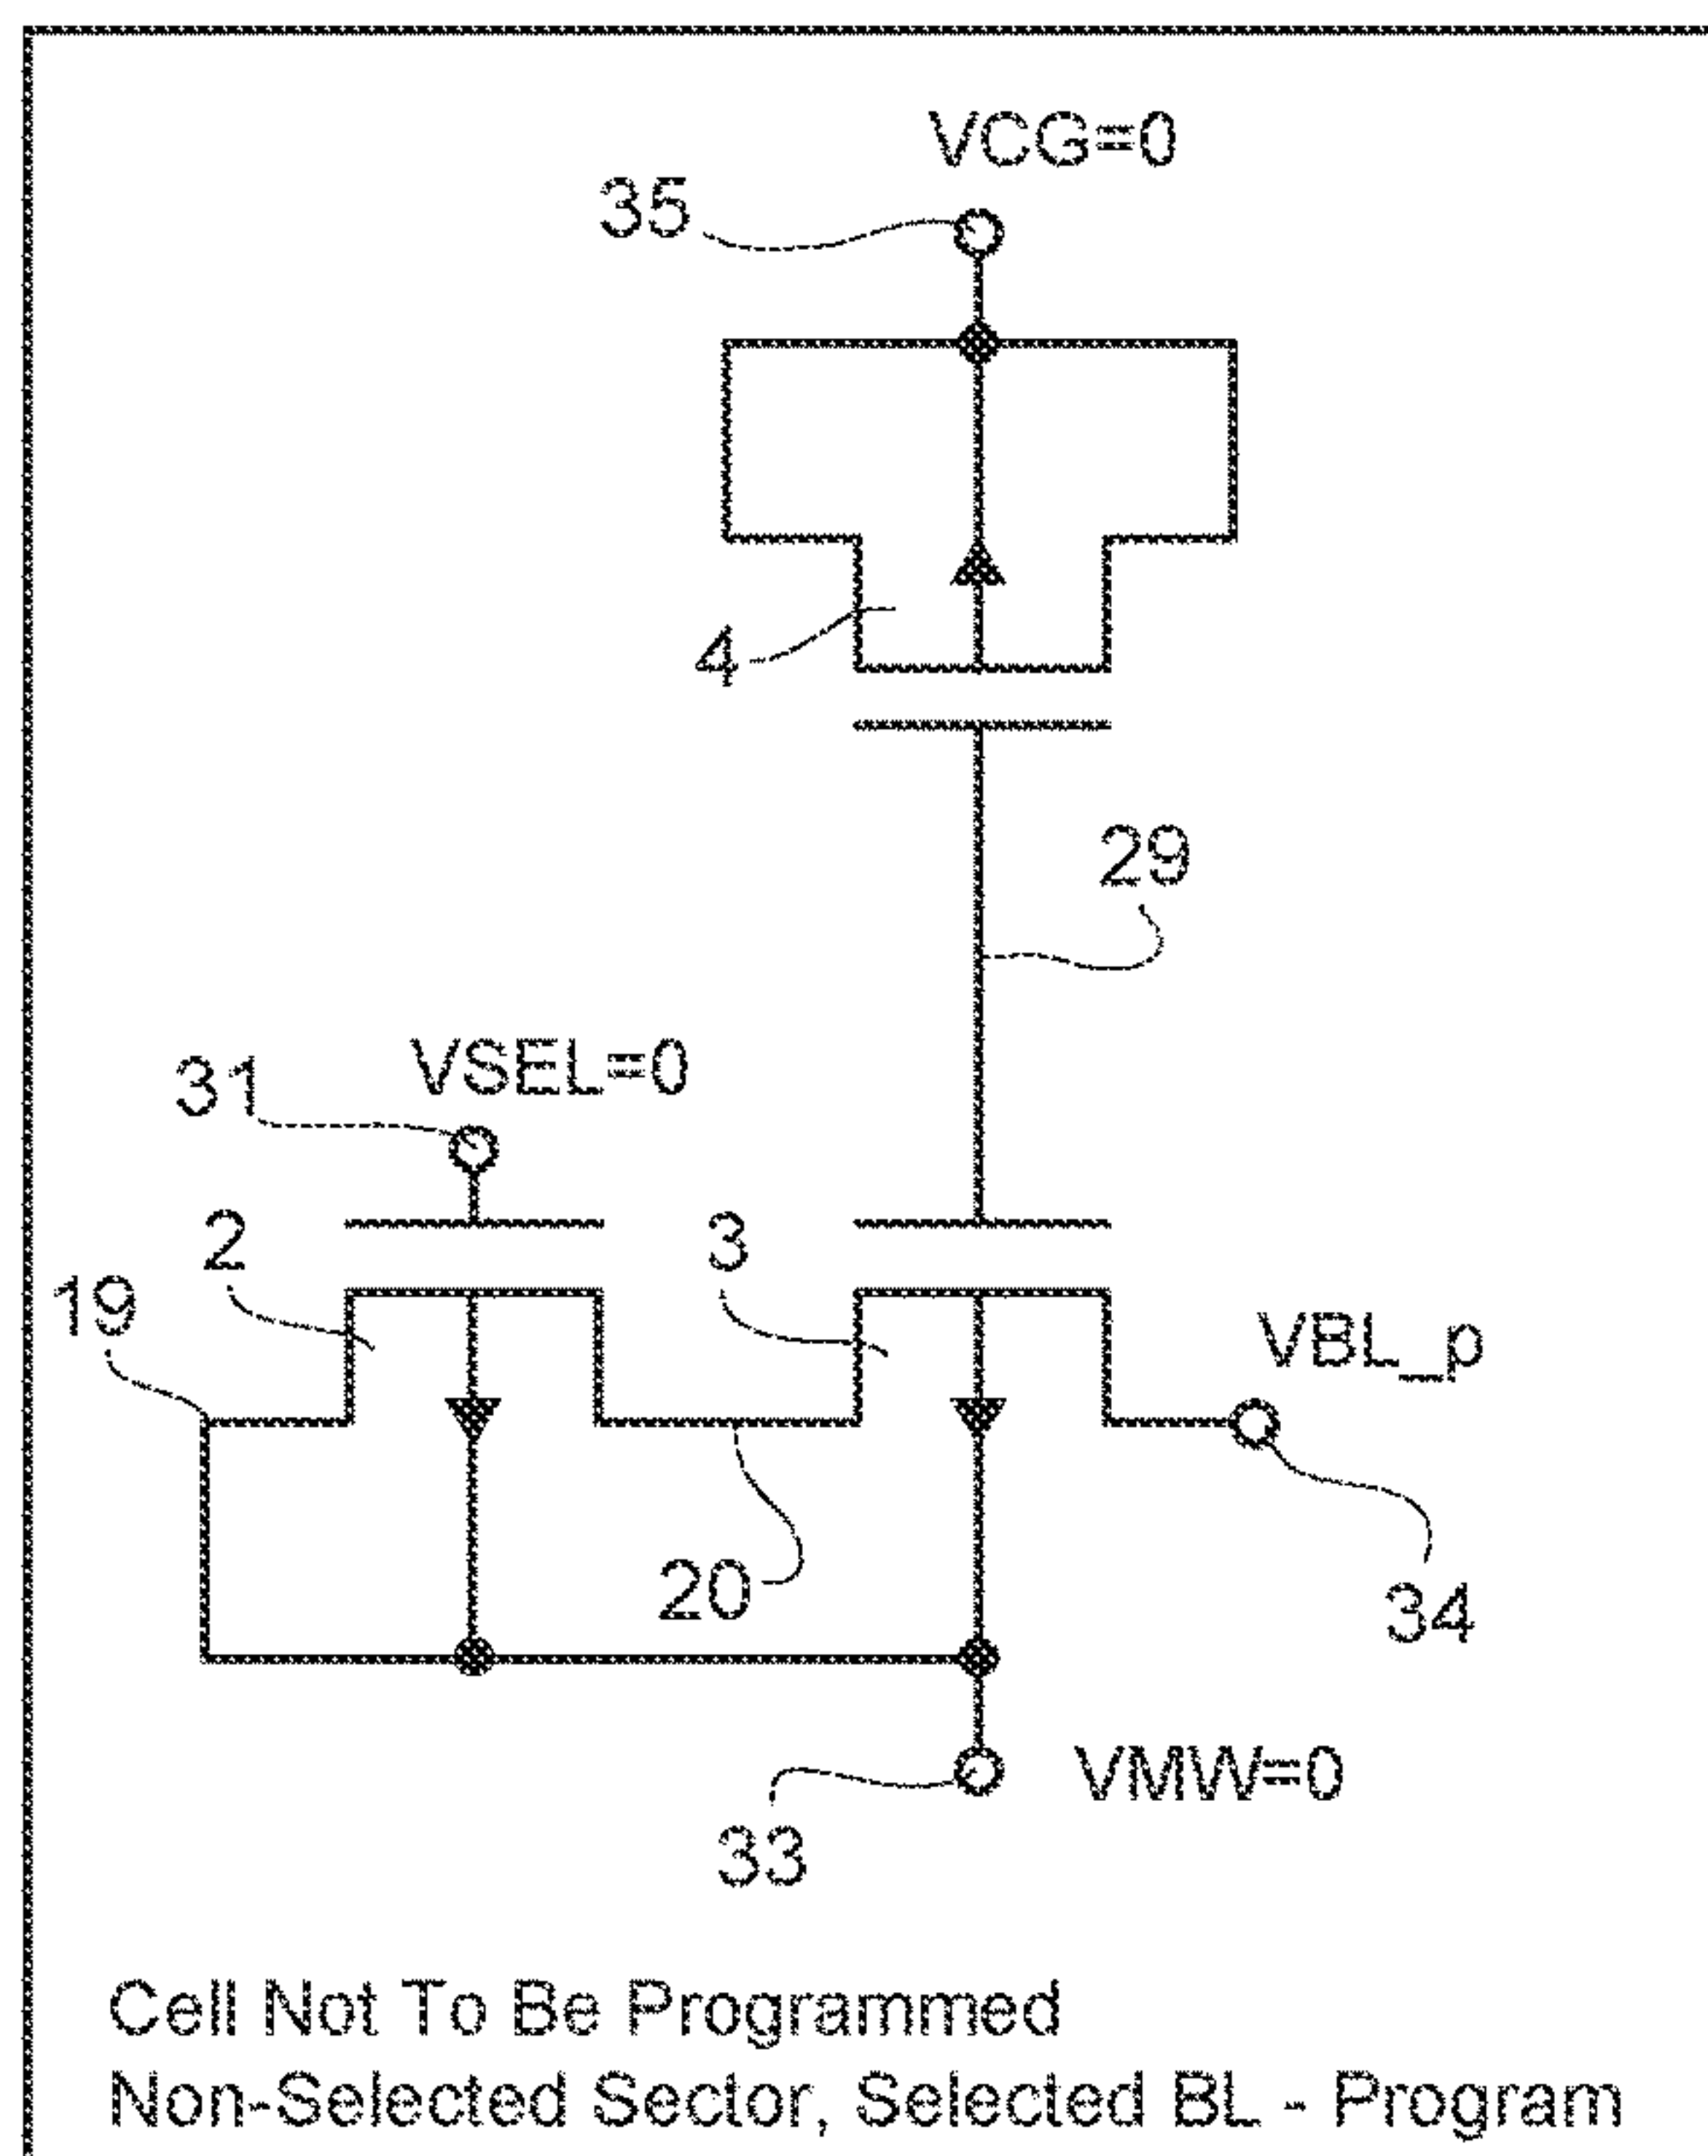 VCG=0
35
4
29
31
VSEL=0
2
3
19
VBL_p
20
34
VMW=0
33
Cell Not To Be Programmed
Non-Selected Sector, Selected BL - Program